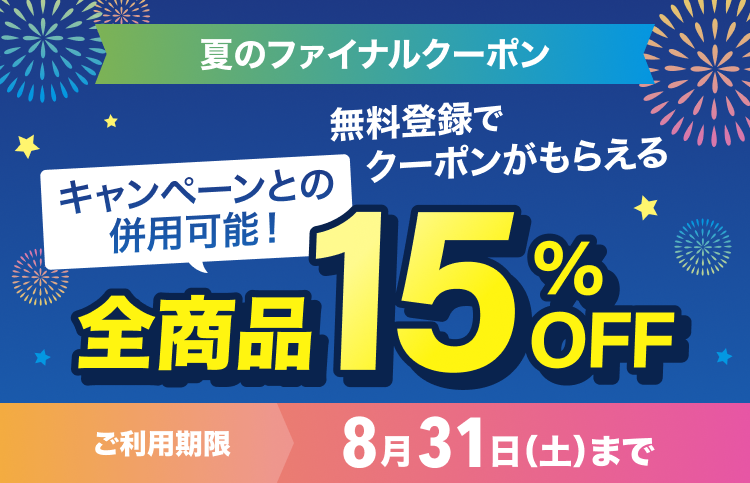 夏のファイナルクーポン
無料登録で
クーポンがもらえる
キャンペーンとの
併用可能！
全商品15%OFF
ご利用期限
8月31日(土)まで